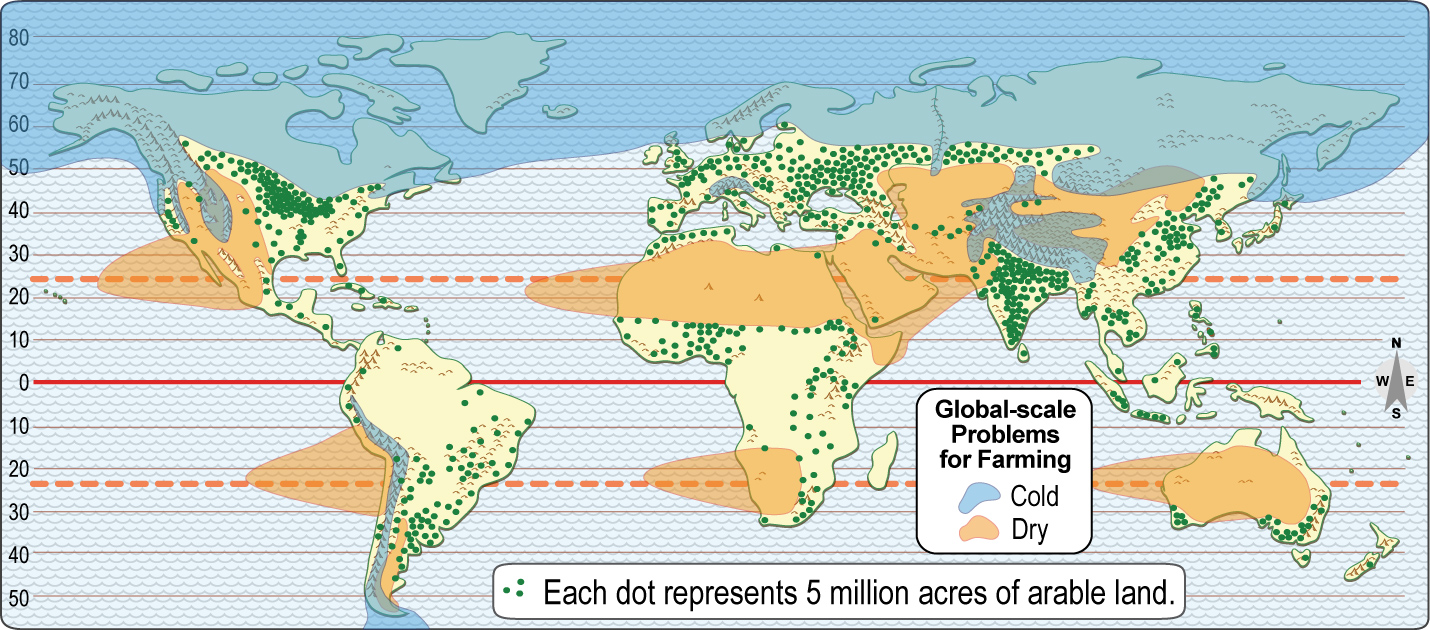 80
70
60
50
40
30
20
10
0
10
20
30
40
50
N
W E
S
Global-scale
Problems
for Farming
Cold
Dry
Each dot represents 5 million acres of arable land.